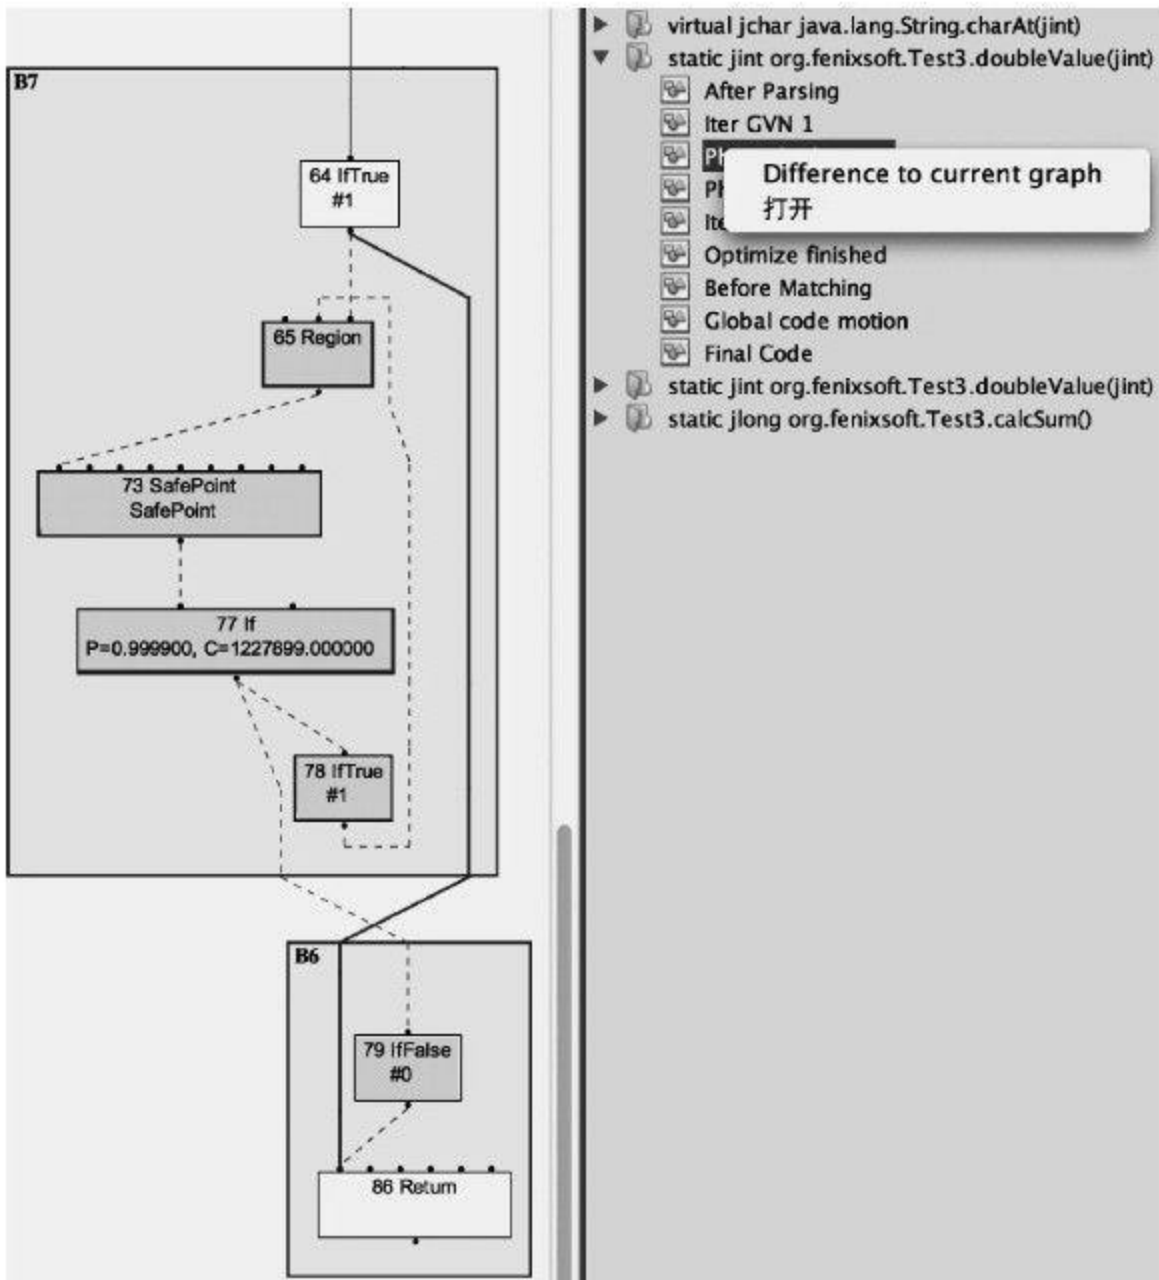 B7
64 IfTrue
#1
65 Region
73 SafePoint
SafePoint
77 If
P=0.999900, C=1227899.000000
78 IfTrue
#1
B6
79 IfFalse
#0
86 Return
virtual jchar java.lang.String.charAt(jint)
static jint org.fenixsoft.Test3.doubleValue(jint)
After Parsing
Iter GVN 1
Difference to current graph
打开
Optimize finished
Before Matching
Global code motion
Final Code
static jint org.fenixsoft.Test3.doubleValue(jint)
static jlong org.fenixsoft.Test3.calcSum()